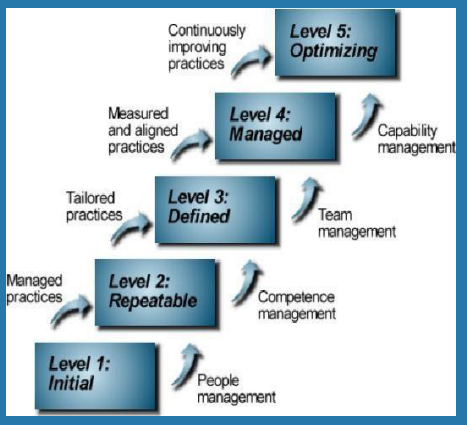 Continuously
improving
practices
Level 5:
Optimizing
Measured
and aligned
practices
Level 4:
Managed
Capability
management
Tailored
practices
Level 3:
Defined
Team
management
Managed
practices
Level 2:
Repeatable
Competence
management
Level 1:
Initial
People
management